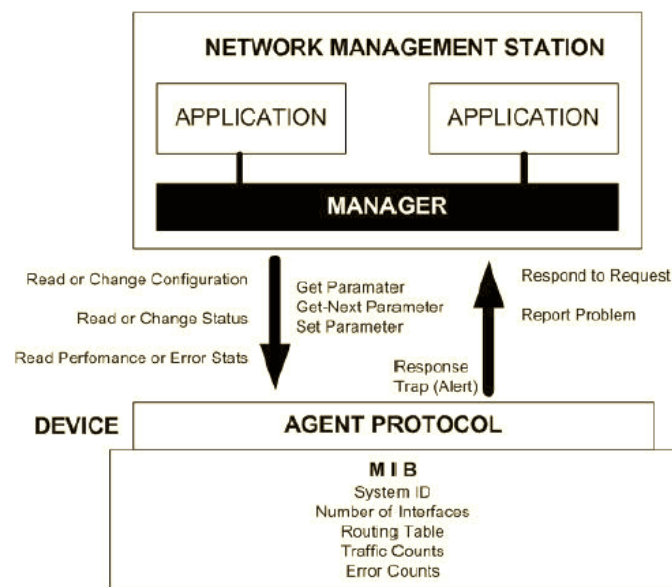 NETWORK MANAGEMENT STATION
APPLICATION
APPLICATION
MANAGER
Read or Change Configuration
Read or Change Status
Read Perfomance or Error Stats
Get Paramater
Get-Next Parameter
Set Parameter
Respond to Request
Report Problem
Response
Trap (Alert)
DEVICE
AGENT PROTOCOL
M I B
System ID
Number of Interfaces
Routing Table
Traffic Counts
Error Counts